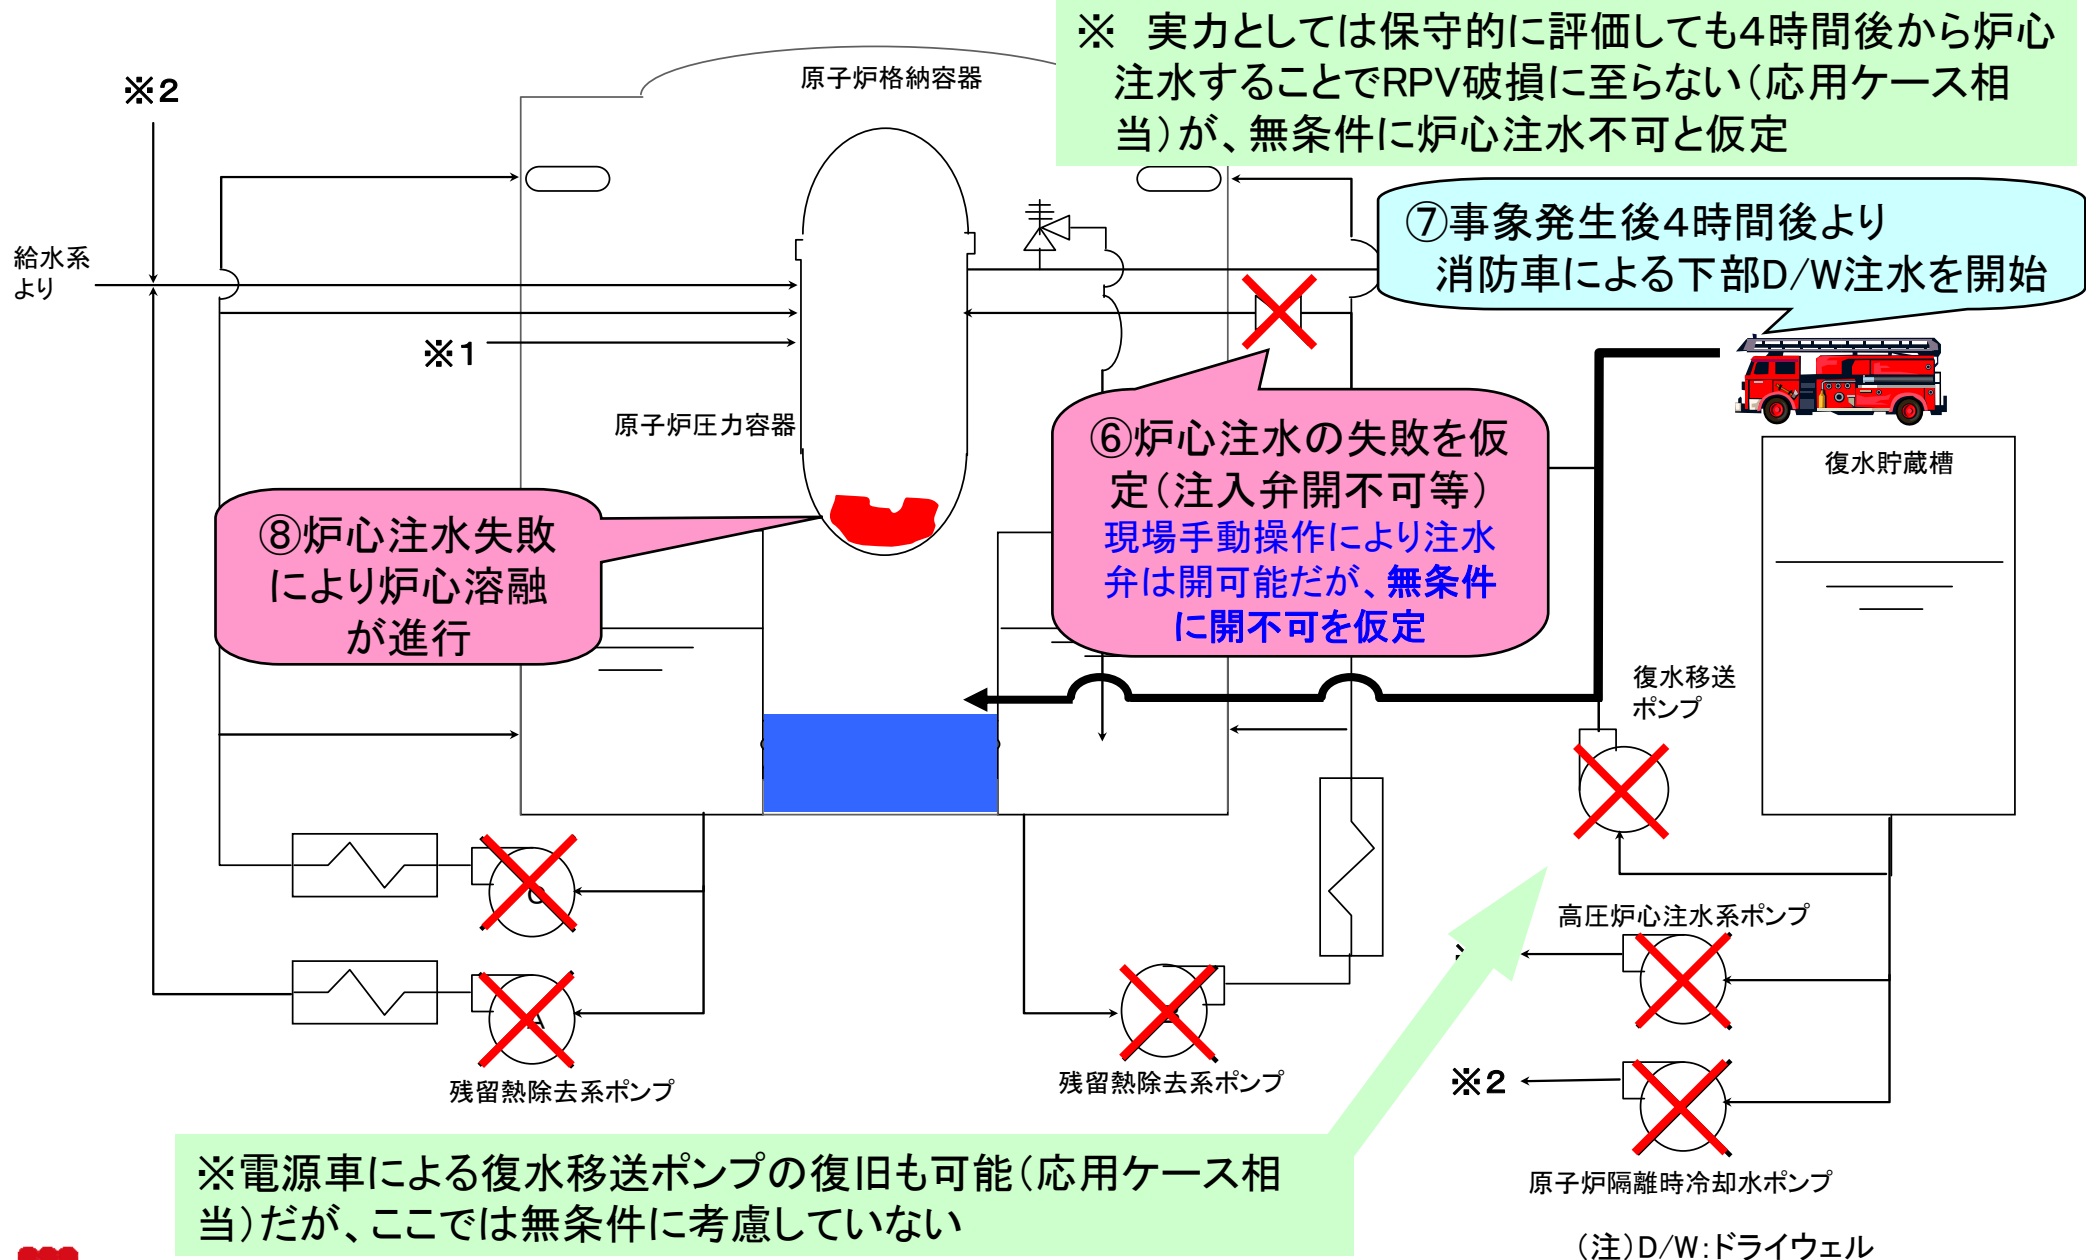 ※　実力としては保守的に評価しても4時間後から炉心
注水することでRPV破損に至らない（応用ケース相
当）が、無条件に炉心注水不可と仮定
※2
原子炉格納容器
⑦事象発生後4時間後より
消防車による下部D/W注水を開始
給水系
より
※1
原子炉圧力容器
⑥炉心注水の失敗を仮
定（注入弁開不可等）
現場手動操作により注水
弁は開可能だが、無条件
に開不可を仮定
復水貯蔵槽
⑧炉心注水失敗
により炉心溶融
が進行
復水移送
ポンプ
C
高圧炉心注水系ポンプ
A
残留熱除去系ポンプ
残留熱除去系ポンプ
※2
原子炉隔離時冷却水ポンプ
※電源車による復水移送ポンプの復旧も可能（応用ケース相
当）だが、ここでは無条件に考慮していない
（注）D/W：ドライウェル